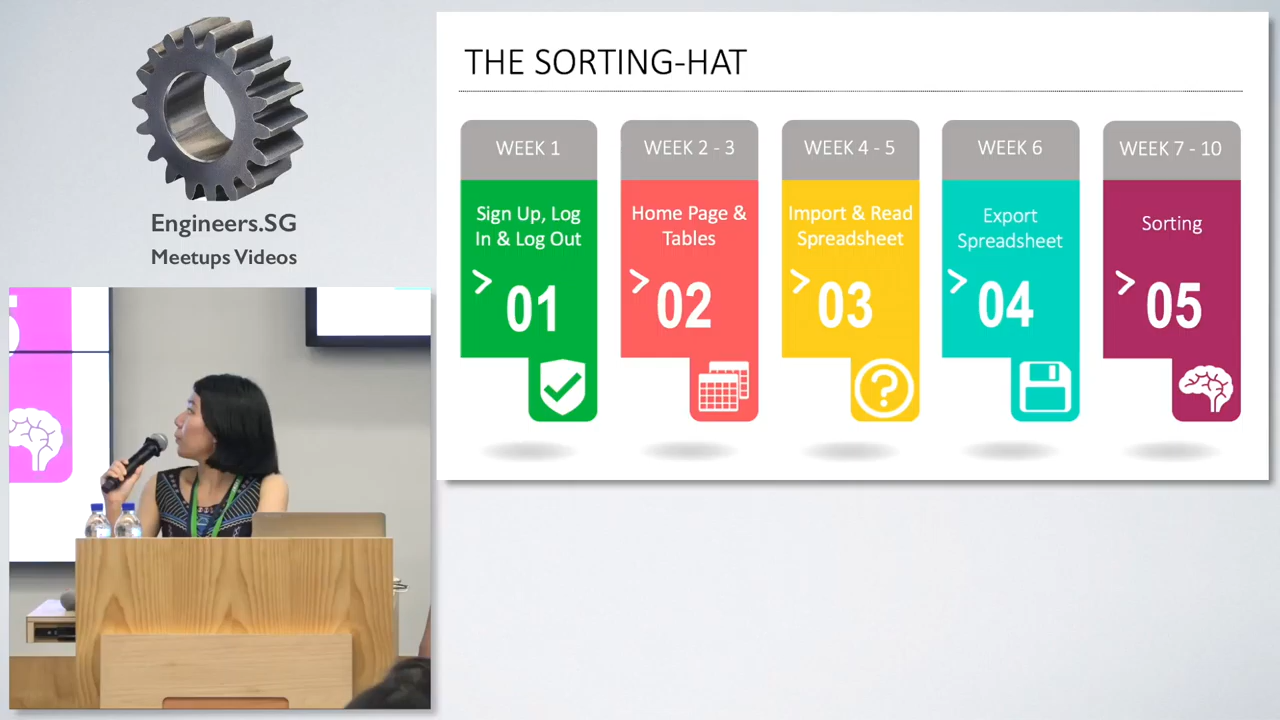 Engineers.SG
Meetups Videos
THE SORTING-HAT
WEEK 1
Sign Up, Log
In & Log Out
01
WEEK 2 - 3
Home Page &
Tables
02
WEEK 4 - 5
Import & Read
Spreadsheet
03
WEEK 6
Export
Spreadsheet
04
WEEK 7 - 10
Sorting
05